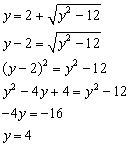 y = 2 + √(y² − 12)
y − 2 = √(y² − 12)
(y − 2)² = y² − 12
y² − 4y + 4 = y² − 12
−4y = −16
y = 4